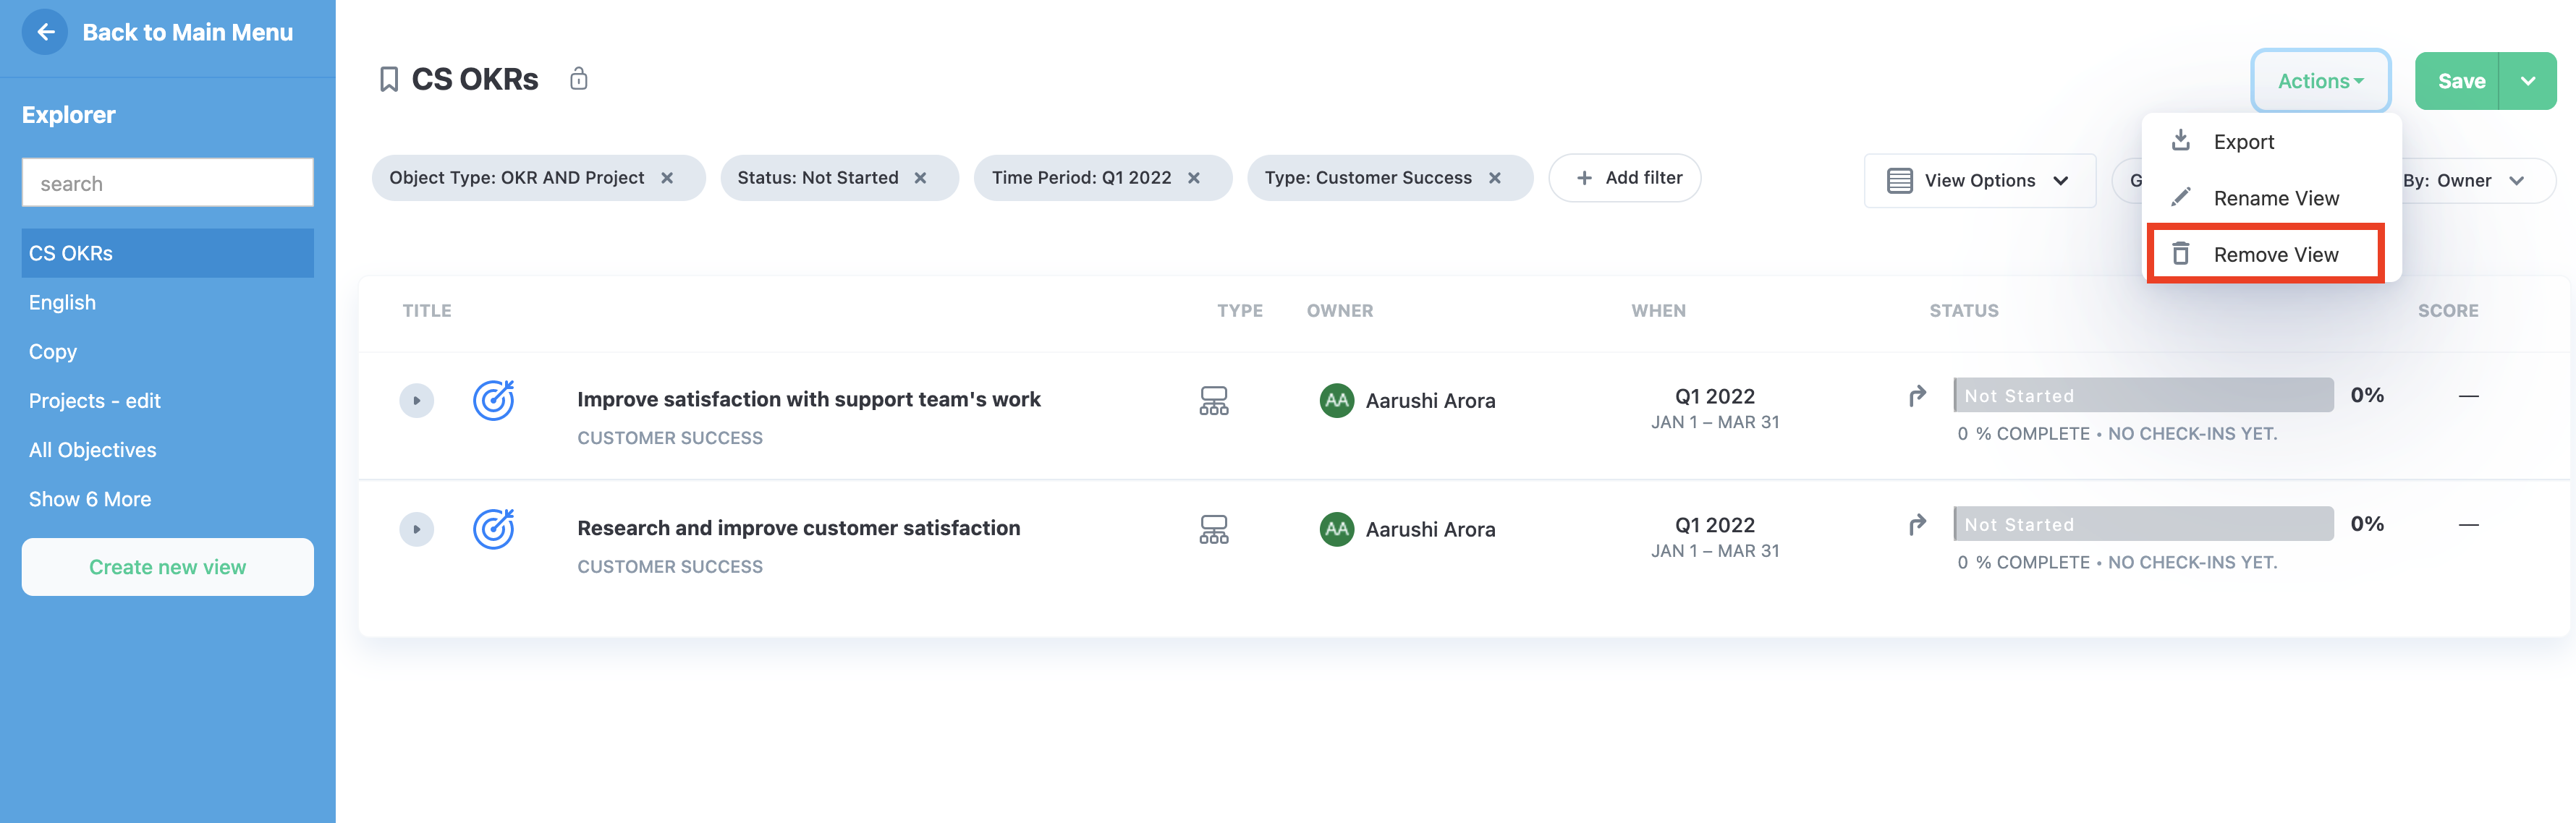 Back to Main Menu
Explorer
search
CS OKRs
English
Copy
Projects - edit
All Objectives
Show 6 More
Create new view
CS OKRs
Actions
Save
Export
Rename View
Remove View
Object Type: OKR AND Project
Status: Not Started
Time Period: Q1 2022
Type: Customer Success
+ Add filter
View Options
G
By: Owner
TITLE TYPE OWNER WHEN STATUS SCORE
Improve satisfaction with support team's work
CUSTOMER SUCCESS
AA Aarushi Arora
Q1 2022
JAN 1 – MAR 31
Not Started 0% —
0 % COMPLETE • NO CHECK-INS YET.
Research and improve customer satisfaction
CUSTOMER SUCCESS
AA Aarushi Arora
Q1 2022
JAN 1 – MAR 31
Not Started 0% —
0 % COMPLETE • NO CHECK-INS YET.